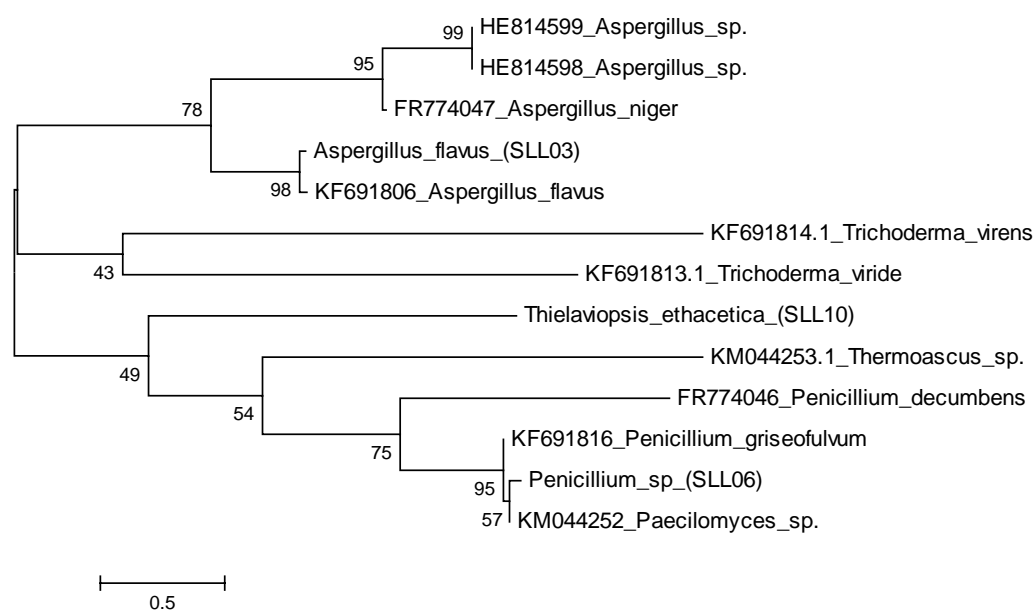 HE814599_Aspergillus_sp.
99
HE814598_Aspergillus_sp.
95
FR774047_Aspergillus_niger
78
Aspergillus_flavus_(SLL03)
98
KF691806_Aspergillus_flavus
KF691814.1_Trichoderma_virens
43
KF691813.1_Trichoderma_viride
Thielaviopsis_ethacetica_(SLL10)
49
KM044253.1_Thermoascus_sp.
54
FR774046_Penicillium_decumbens
75
KF691816_Penicillium_griseofulvum
95
Penicillium_sp_(SLL06)
57
KM044252_Paecilomyces_sp.
0.5